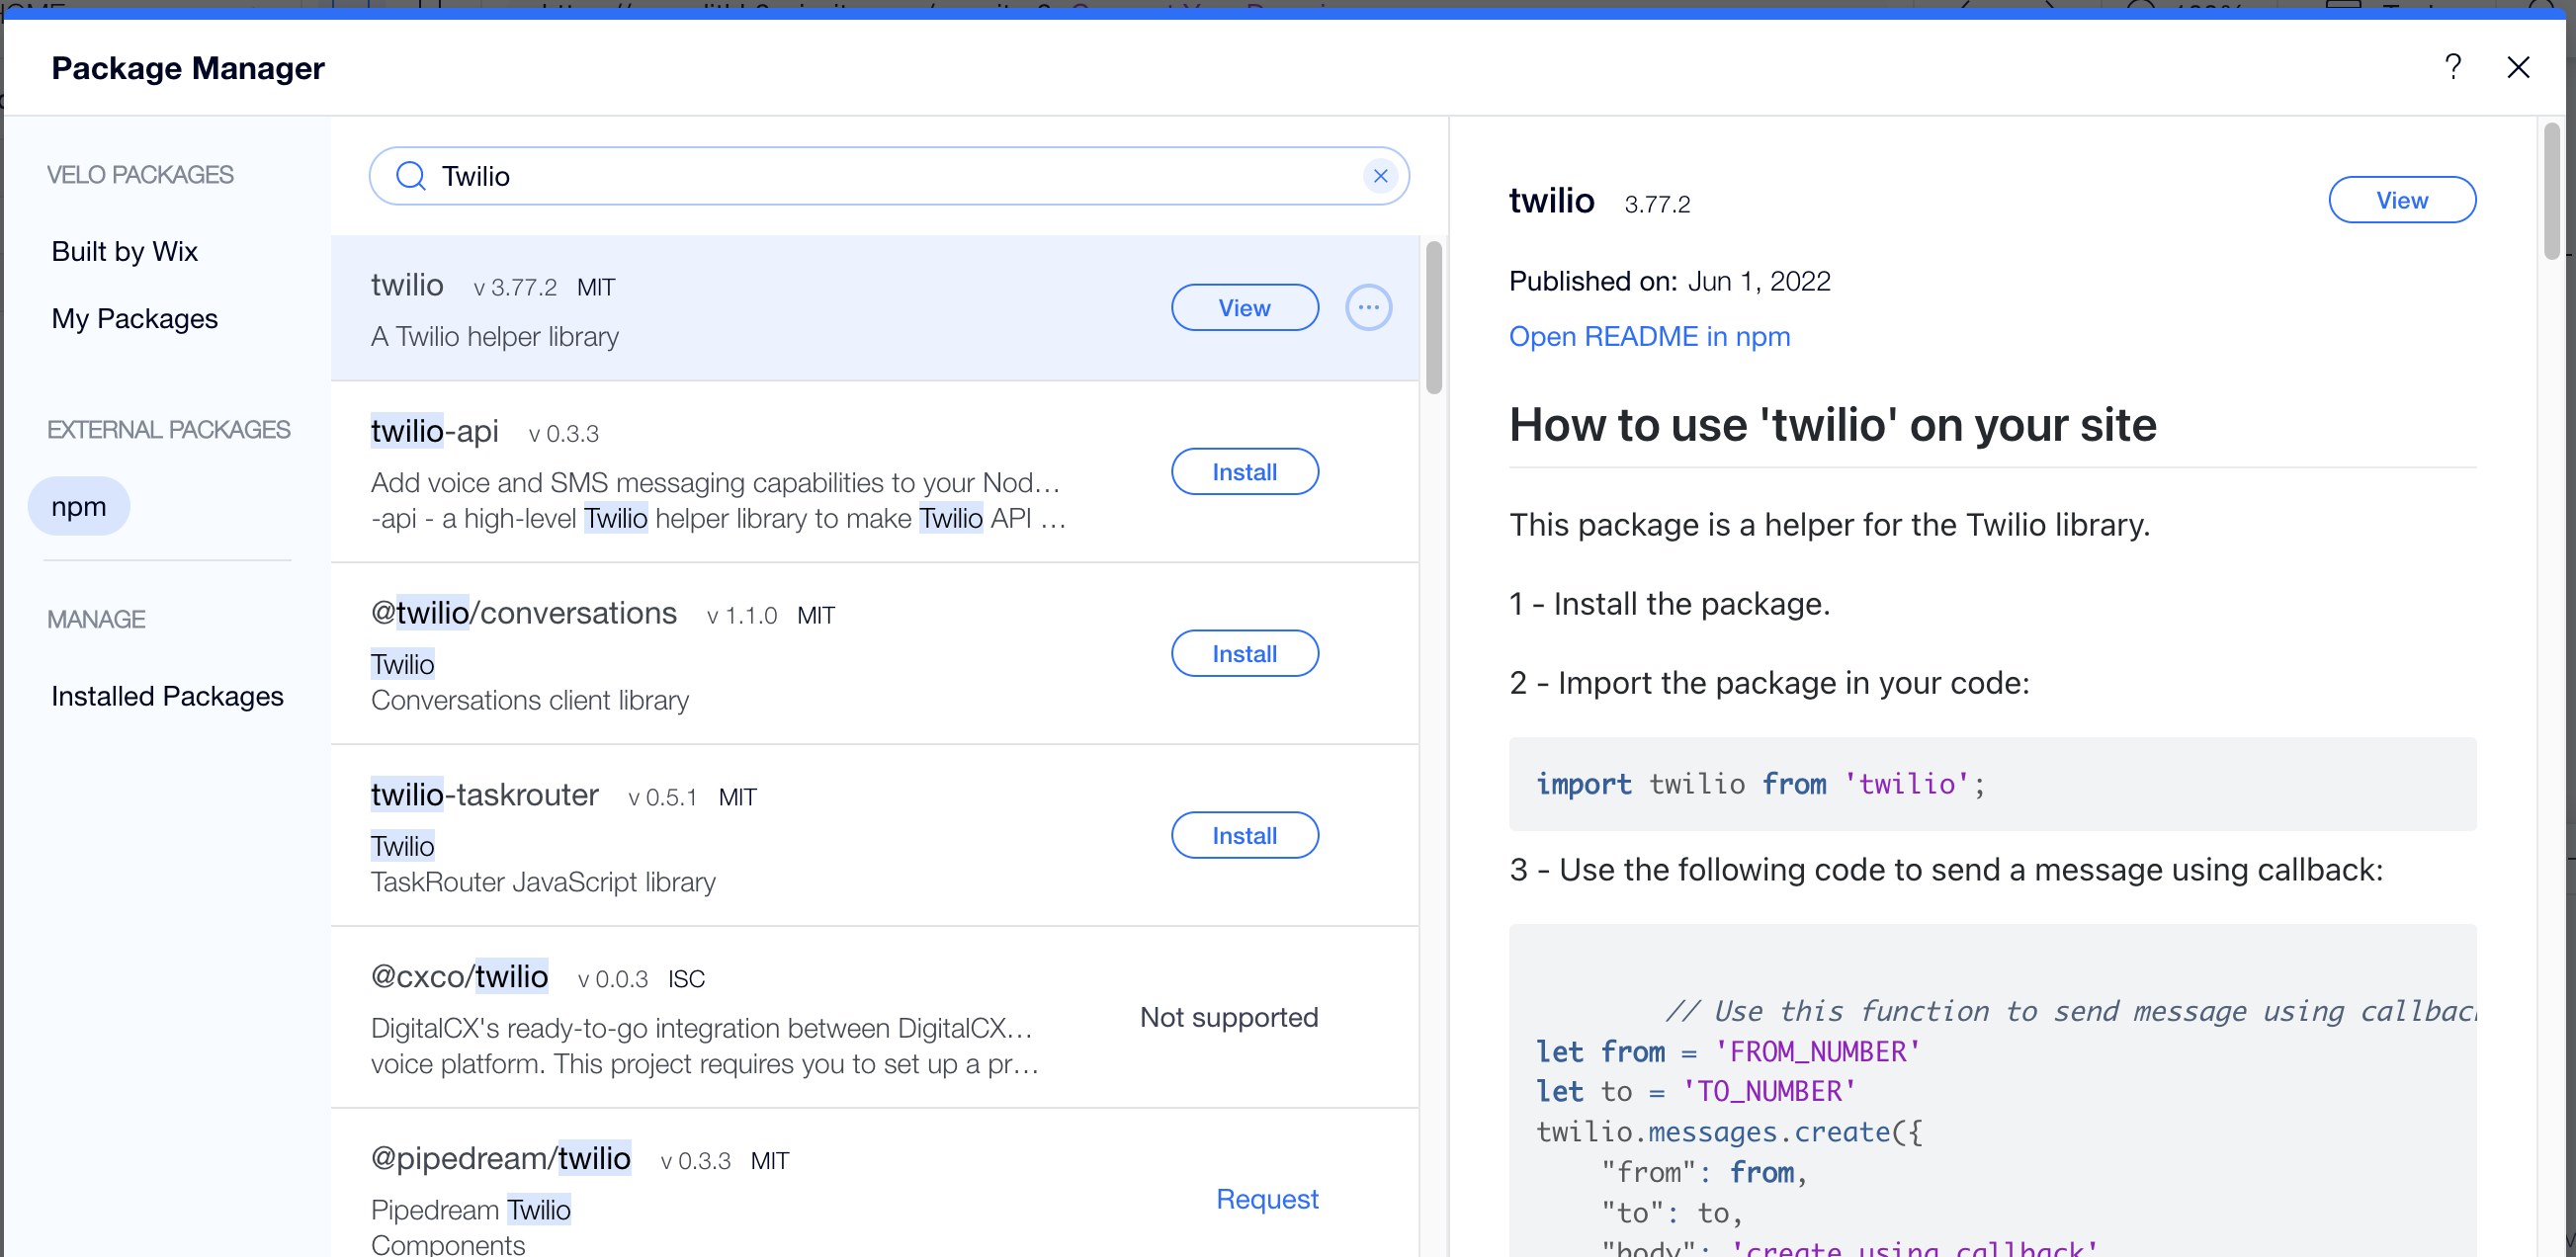 Package Manager
?
VELO PACKAGES
Built by Wix
My Packages
EXTERNAL PACKAGES
npm
MANAGE
Installed Packages
Twilio
twilio v 3.77.2 MIT
A Twilio helper library
View
twilio-api v 0.3.3
Add voice and SMS messaging capabilities to your Nod...
-api - a high-level Twilio helper library to make Twilio API ...
Install
@twilio/conversations v 1.1.0 MIT
Twilio
Conversations client library
Install
twilio-taskrouter v 0.5.1 MIT
Twilio
TaskRouter JavaScript library
Install
@cxco/twilio v 0.0.3 ISC
DigitalCX's ready-to-go integration between DigitalCX...
voice platform. This project requires you to set up a pr...
Not supported
@pipedream/twilio v 0.3.3 MIT
Pipedream Twilio
Components
Request
twilio 3.77.2
View
Published on: Jun 1, 2022
Open README in npm
How to use 'twilio' on your site
This package is a helper for the Twilio library.
1 - Install the package.
2 - Import the package in your code:
import twilio from 'twilio';
3 - Use the following code to send a message using callback:
// Use this function to send message using callbac
let from = 'FROM_NUMBER'
let to = 'TO_NUMBER'
twilio.messages.create({
"from": from,
"to": to,
"body": 'create using callback'